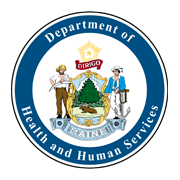 Department of
DIRIGO
MAINE
Health and Human Services